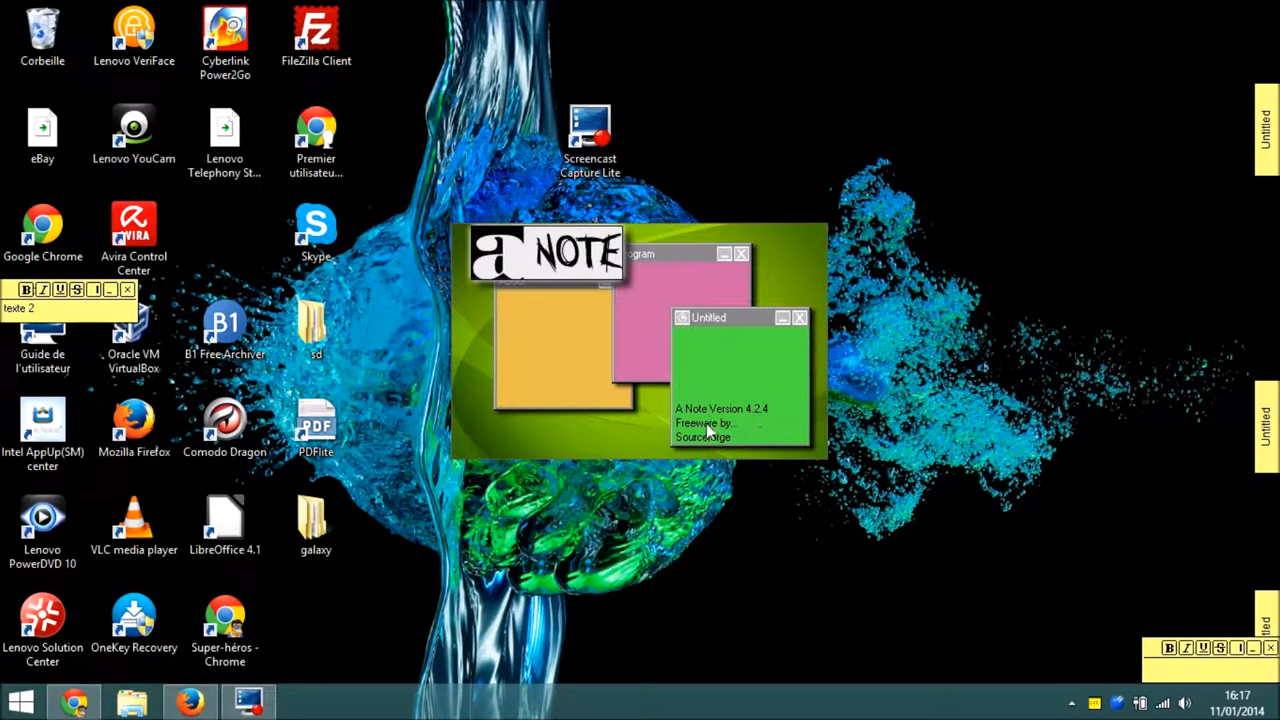 Corbeille
Lenovo VeriFace
Cyberlink
Power2Go
FileZilla Client
eBay
Lenovo YouCam
Lenovo
Telephony St...
Premier
utilisateu...
Screencast
Capture Lite
Google Chrome
Avira Control
Center
AVIRA
Skype
B I U S
texte 2
Guide de
l'utilisateur
Oracle VM
VirtualBox
B1
B1 Free Archiver
sd
Intel AppUp(SM)
center
Mozilla Firefox
Comodo Dragon
PDF
PDFlite
Lenovo
PowerDVD 10
VLC media player
LibreOffice 4.1
galaxy
Lenovo Solution
Center
OneKey Recovery
Super-héros -
Chrome
a NOTE
Untitled
A Note Version 4.2.4
Freeware by...
Sourceforge
Untitled
Untitled
B I U S
16:17
11/01/2014